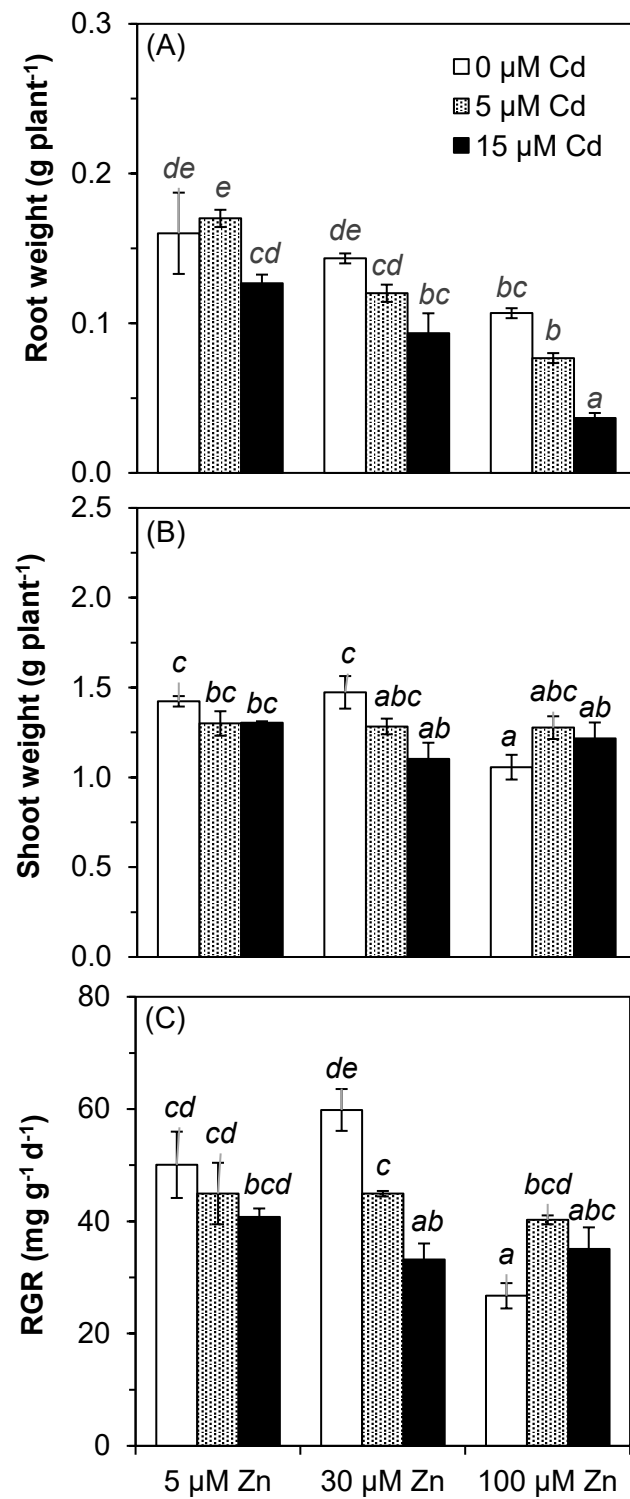 (A)
0 µM Cd
5 µM Cd
15 µM Cd
Root weight (g plant⁻¹)
0.3
0.2
0.1
0.0
de
e
cd
de
cd
bc
bc
b
a
(B)
Shoot weight (g plant⁻¹)
2.5
2.0
1.5
1.0
0.5
0.0
c
bc
bc
c
abc
ab
a
abc
ab
(C)
RGR (mg g⁻¹ d⁻¹)
80
60
40
20
0
cd
cd
bcd
de
c
ab
a
bcd
abc
5 µM Zn
30 µM Zn
100 µM Zn